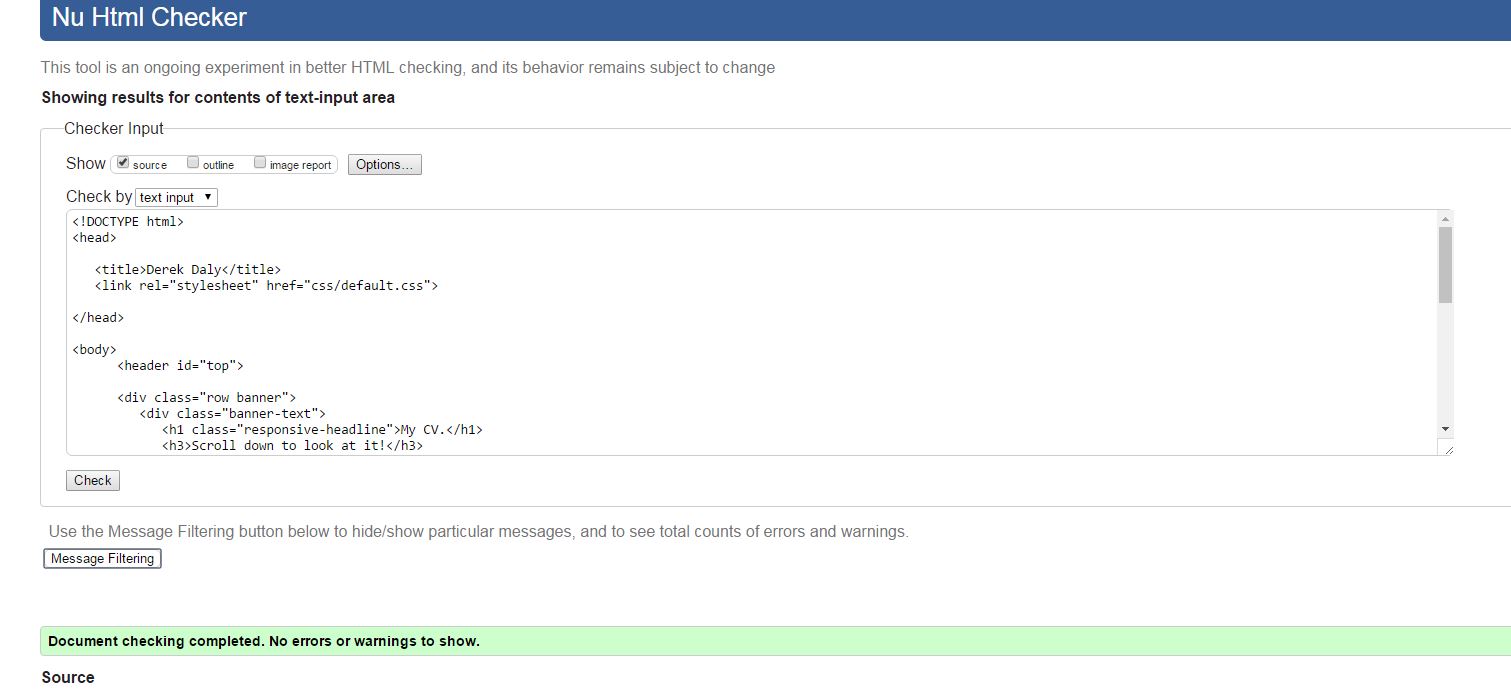 Nu Html Checker
This tool is an ongoing experiment in better HTML checking, and its behavior remains subject to change
Showing results for contents of text-input area
Checker Input
Show source outline image report Options...
Check by text input
<!DOCTYPE html>
<head>
<title>Derek Daly</title>
<link rel="stylesheet" href="css/default.css">
</head>
<body>
<header id="top">
<div class="row banner">
<div class="banner-text">
<h1 class="responsive-headline">My CV.</h1>
<h3>Scroll down to look at it!</h3>
Check
Use the Message Filtering button below to hide/show particular messages, and to see total counts of errors and warnings.
Message Filtering
Document checking completed. No errors or warnings to show.
Source